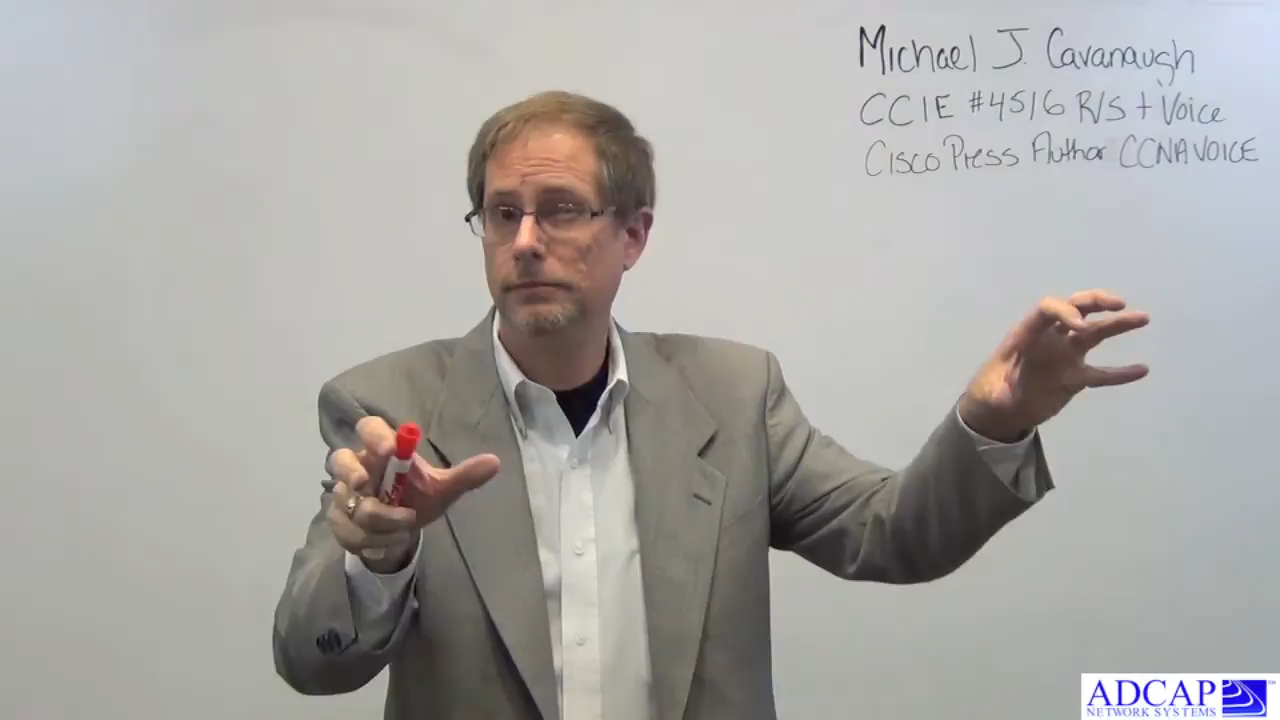 Michael J. Cavanaugh
CCIE #4516 R/S + Voice
Cisco Press Author CCNA VOICE
ADCAP
NETWORK SYSTEMS